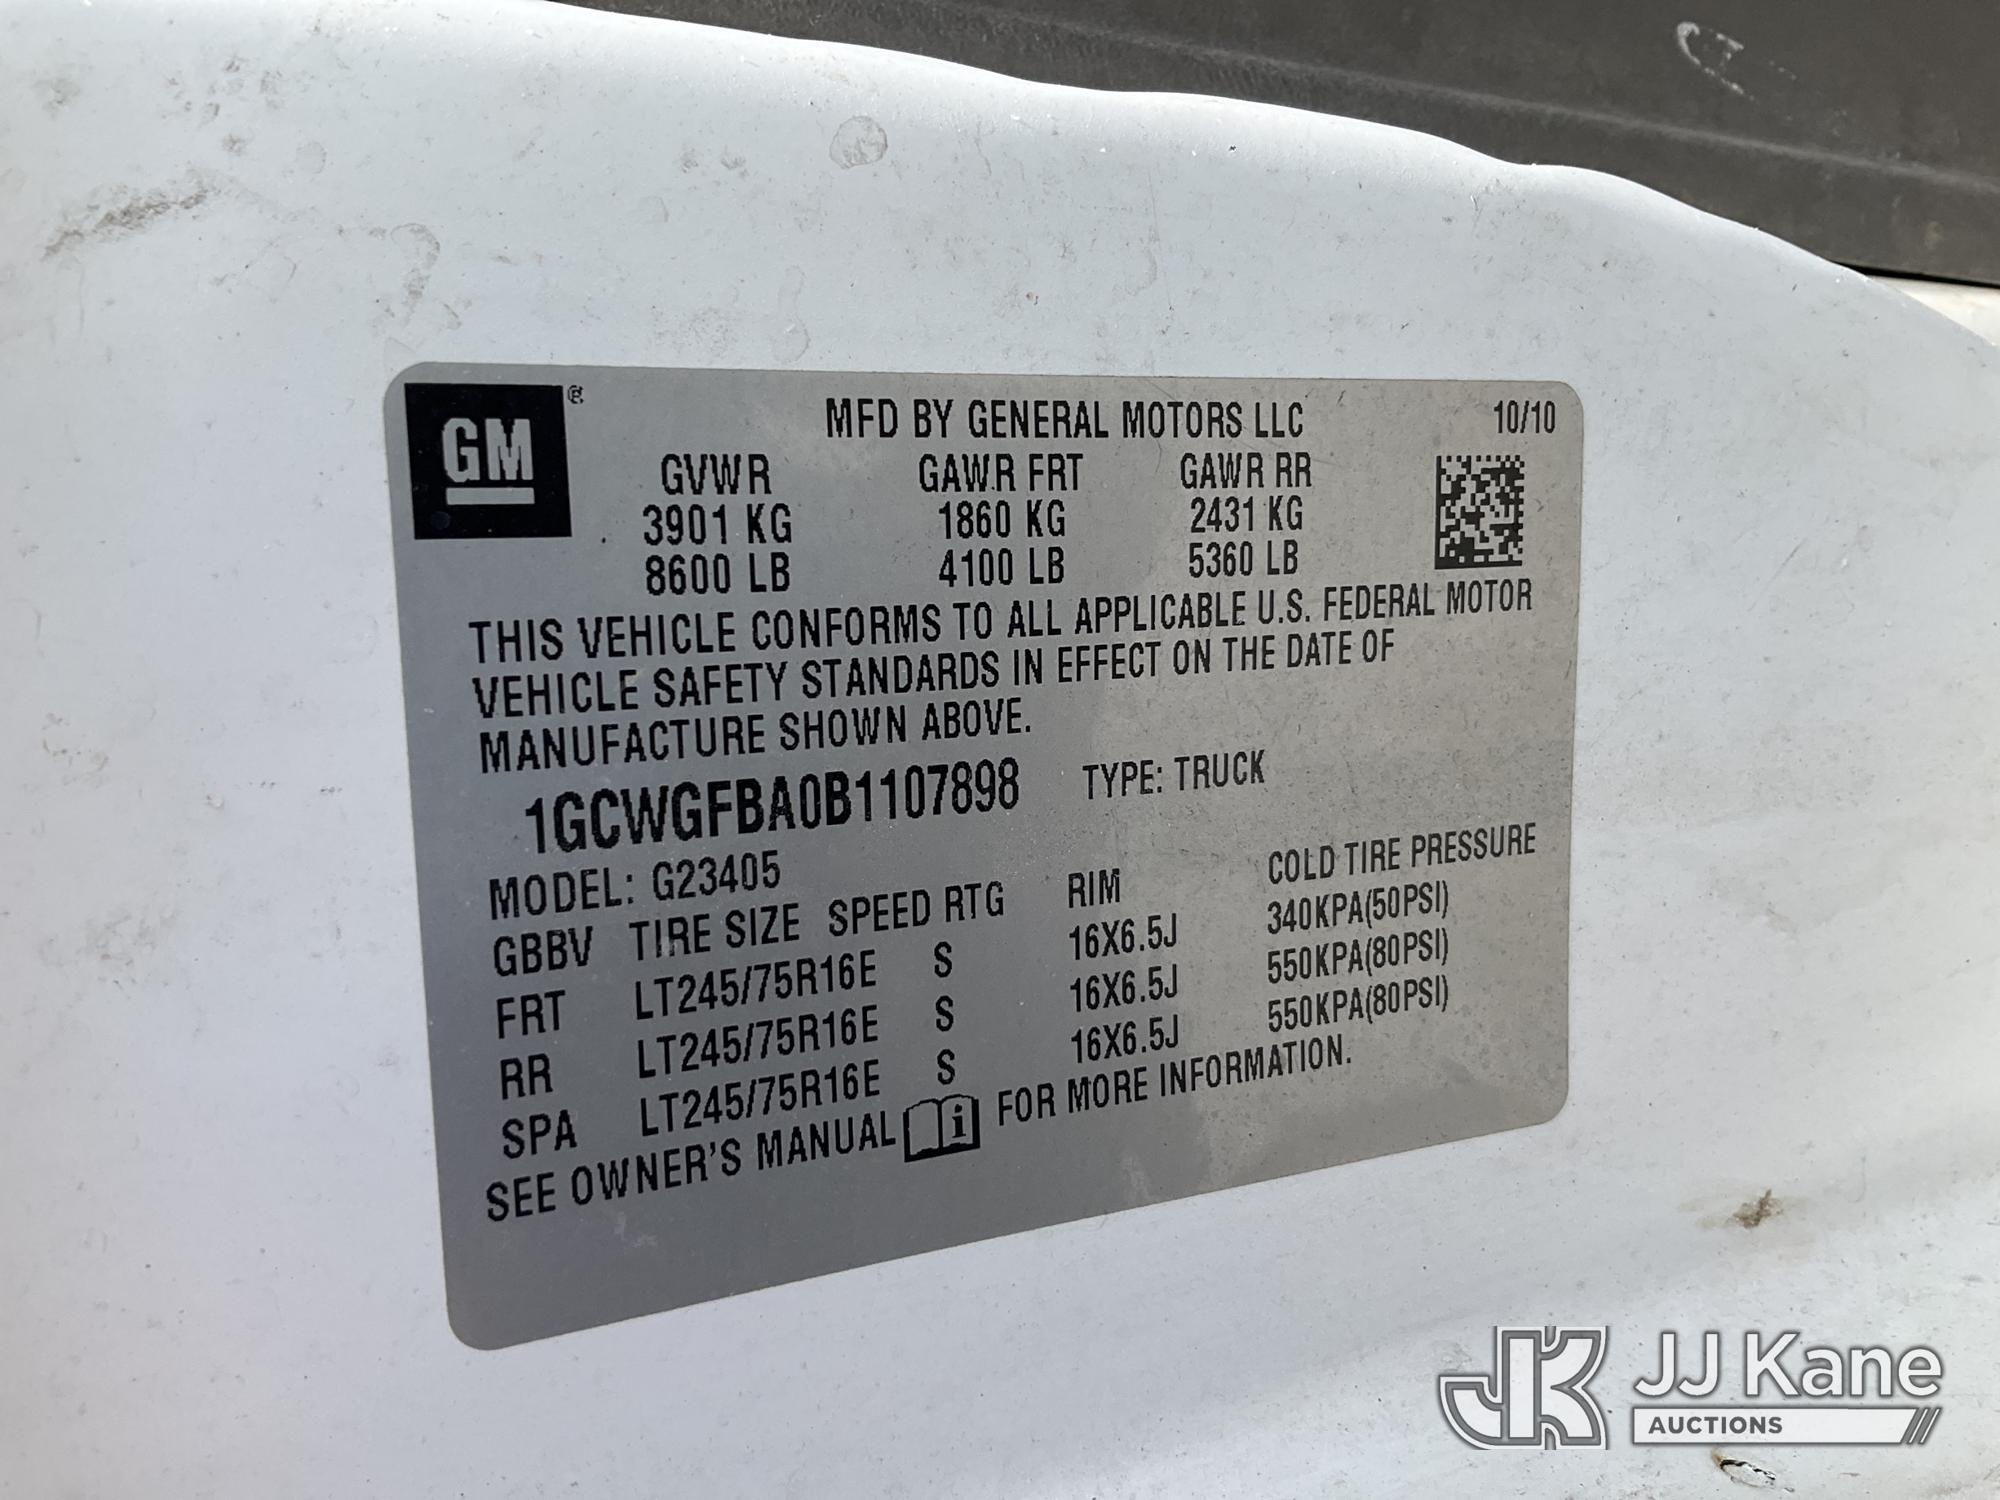 GM ® MFD BY GENERAL MOTORS LLC 10/10
GVWR GAWR FRT GAWR RR
3901 KG 1860 KG 2431 KG
8600 LB 4100 LB 5360 LB
THIS VEHICLE CONFORMS TO ALL APPLICABLE U.S. FEDERAL MOTOR
VEHICLE SAFETY STANDARDS IN EFFECT ON THE DATE OF
MANUFACTURE SHOWN ABOVE.
1GCWGFBA0B1107898 TYPE: TRUCK
MODEL: G23405
GBBV TIRE SIZE SPEED RTG RIM COLD TIRE PRESSURE
FRT LT245/75R16E S 16X6.5J 340KPA(50PSI)
RR LT245/75R16E S 16X6.5J 550KPA(80PSI)
SPA LT245/75R16E S 16X6.5J 550KPA(80PSI)
SEE OWNER'S MANUAL i FOR MORE INFORMATION.
JK JJ Kane
AUCTIONS